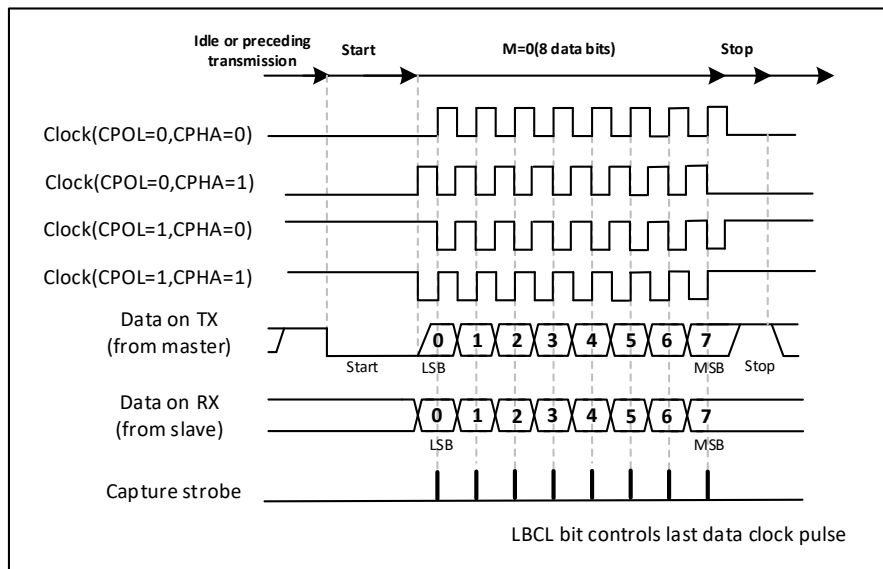 Idle or preceding
transmission
Start
M=0(8 data bits)
Stop
Clock(CPOL=0,CPHA=0)
Clock(CPOL=0,CPHA=1)
Clock(CPOL=1,CPHA=0)
Clock(CPOL=1,CPHA=1)
Data on TX
(from master)
0 1 2 3 4 5 6 7
Start LSB MSB Stop
Data on RX
(from slave)
0 1 2 3 4 5 6 7
LSB MSB
Capture strobe
LBCL bit controls last data clock pulse